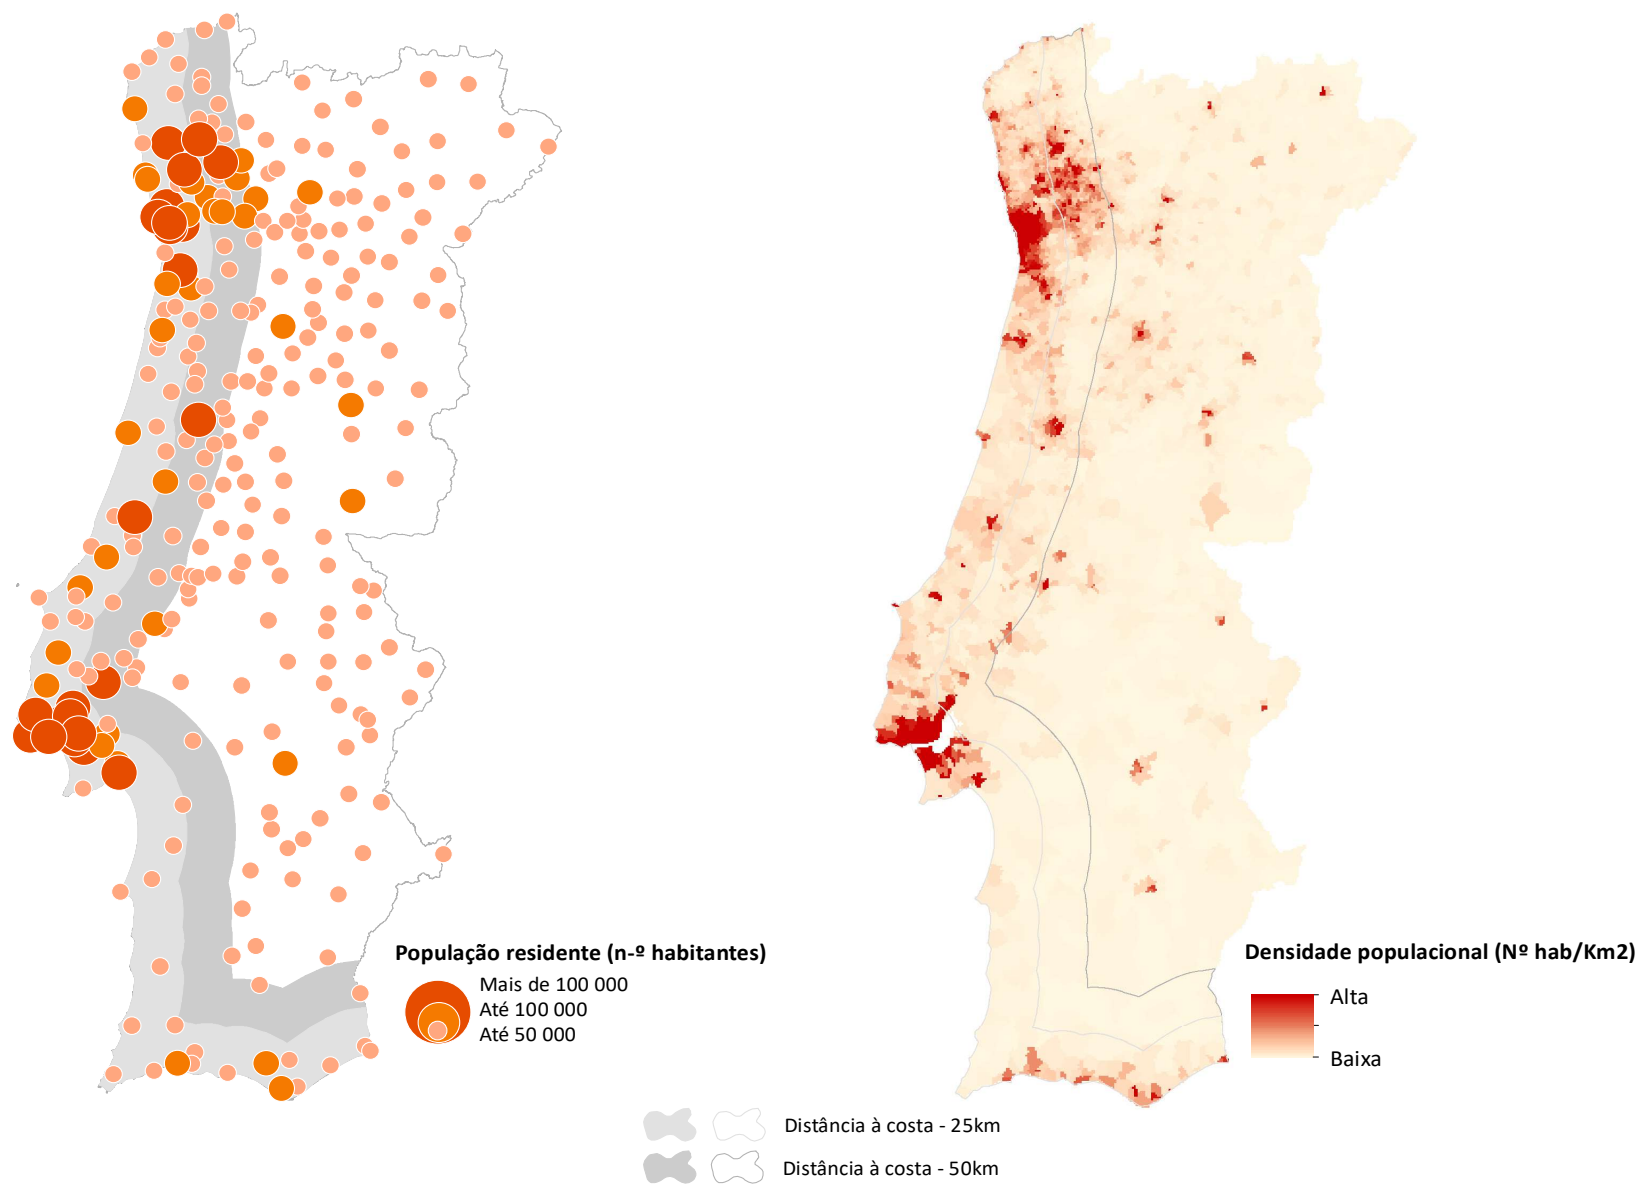 População residente (n-º habitantes)
Mais de 100 000
Até 100 000
Até 50 000
Densidade populacional (Nº hab/Km2)
Alta
Baixa
Distância à costa - 25km
Distância à costa - 50km